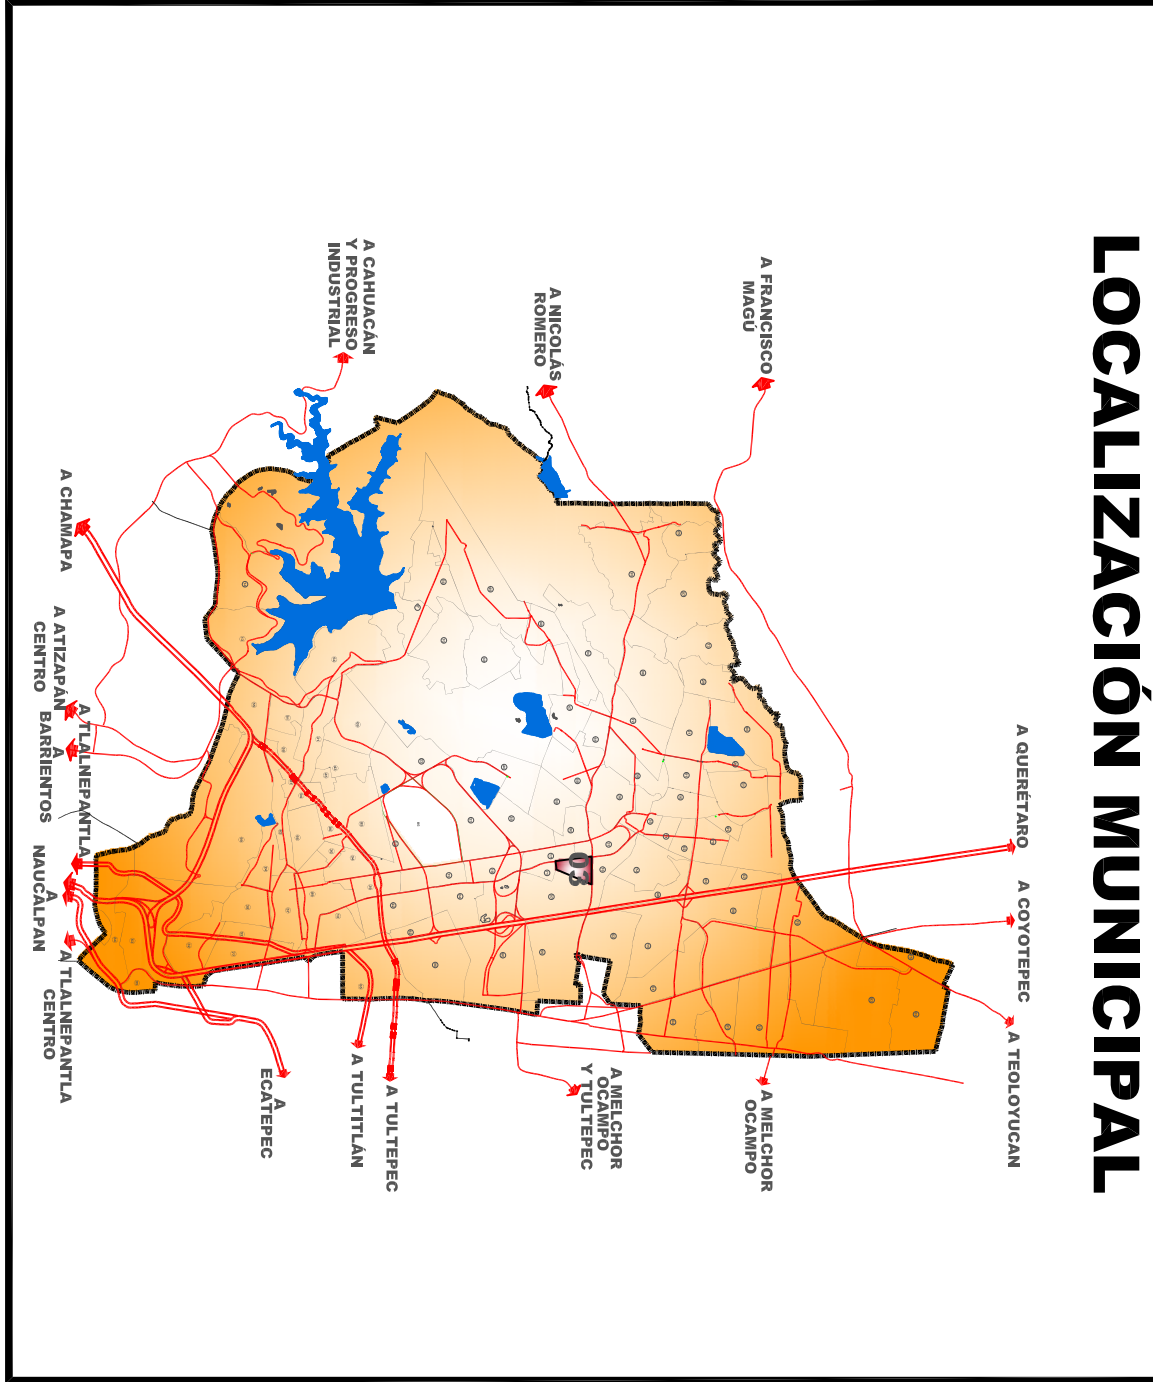 LOCALIZACIÓN MUNICIPAL
A QUERÉTARO
A COYOTEPEC
A TEOLOYUCAN
A FRANCISCO
MAGÚ
A MELCHOR
OCAMPO
A NICOLÁS
ROMERO
03
A MELCHOR
OCAMPO
Y TULTEPEC
A CAHUACÁN
Y PROGRESO
INDUSTRIAL
A TULTEPEC
A TULTITLÁN
A
ECATEPEC
A CHAMAPA
A ATIZAPÁN
CENTRO
A TLALNEPANTLA
A
BARRIENTOS
A
NAUCALPAN
A TLALNEPANTLA
CENTRO